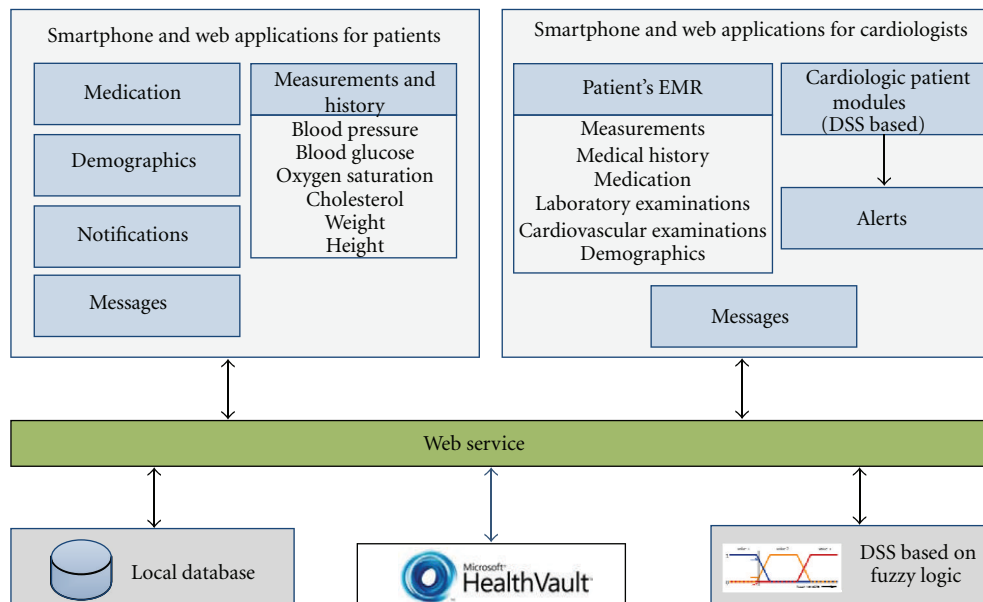 Smartphone and web applications for patients
Medication
Demographics
Notifications
Messages
Measurements and
history
Blood pressure
Blood glucose
Oxygen saturation
Cholesterol
Weight
Height
Smartphone and web applications for cardiologists
Patient's EMR
Measurements
Medical history
Medication
Laboratory examinations
Cardiovascular examinations
Demographics
Cardiologic patient
modules
(DSS based)
Alerts
Messages
Web service
Local database
Microsoft
HealthVault
DSS based on
fuzzy logic